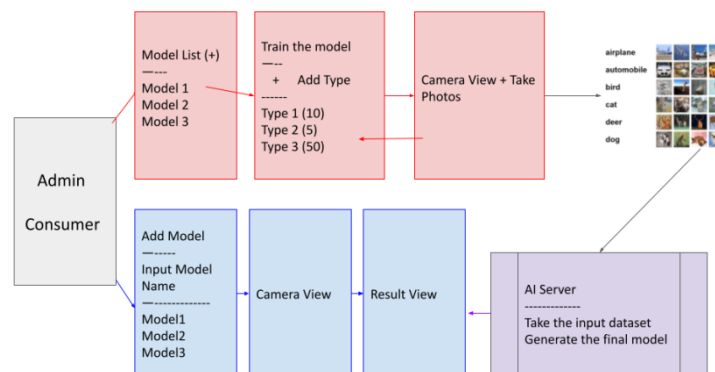 Admin
Consumer
Model List (+)
—---
Model 1
Model 2
Model 3
Train the model
—--
+ Add Type
------
Type 1 (10)
Type 2 (5)
Type 3 (50)
Camera View + Take
Photos
airplane
automobile
bird
cat
deer
dog
Add Model
—-----
Input Model
Name
—-------------
Model1
Model2
Model3
Camera View
Result View
AI Server
-------------
Take the input dataset
Generate the final model